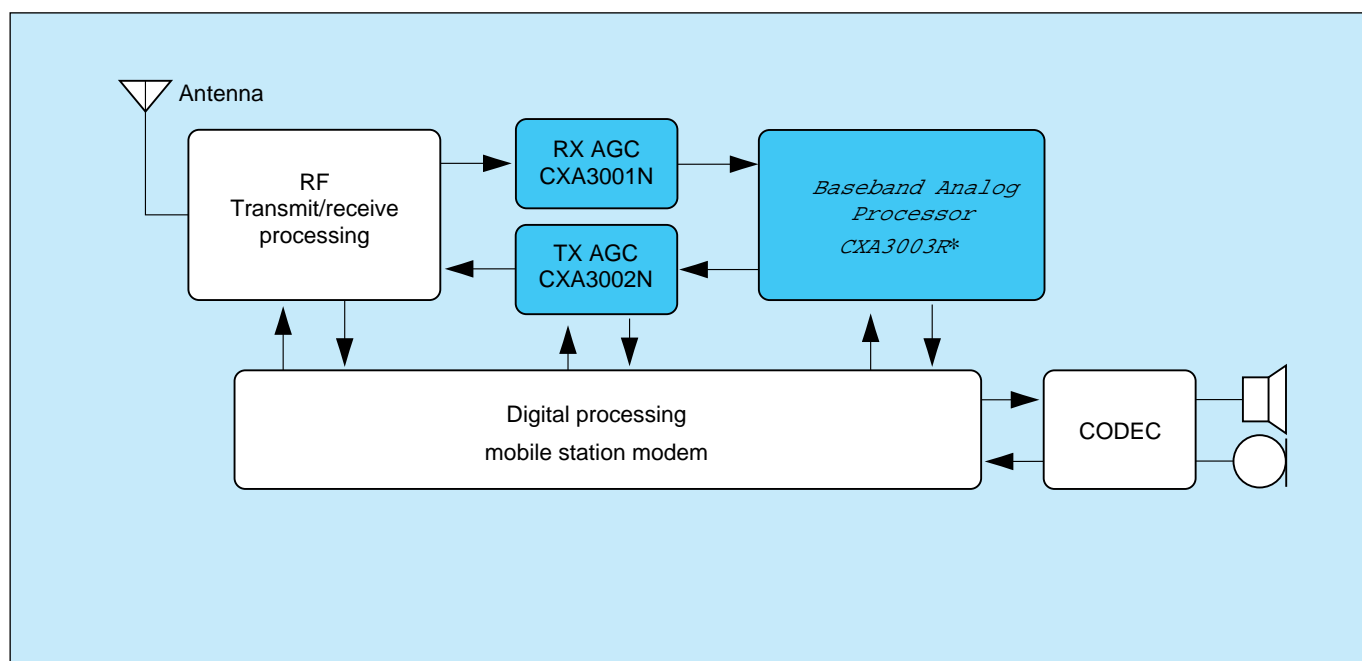 Antenna
RF
Transmit/receive
processing
RX AGC
CXA3001N
TX AGC
CXA3002N
Baseband Analog
Processor
CXA3003R*
Digital processing
mobile station modem
CODEC